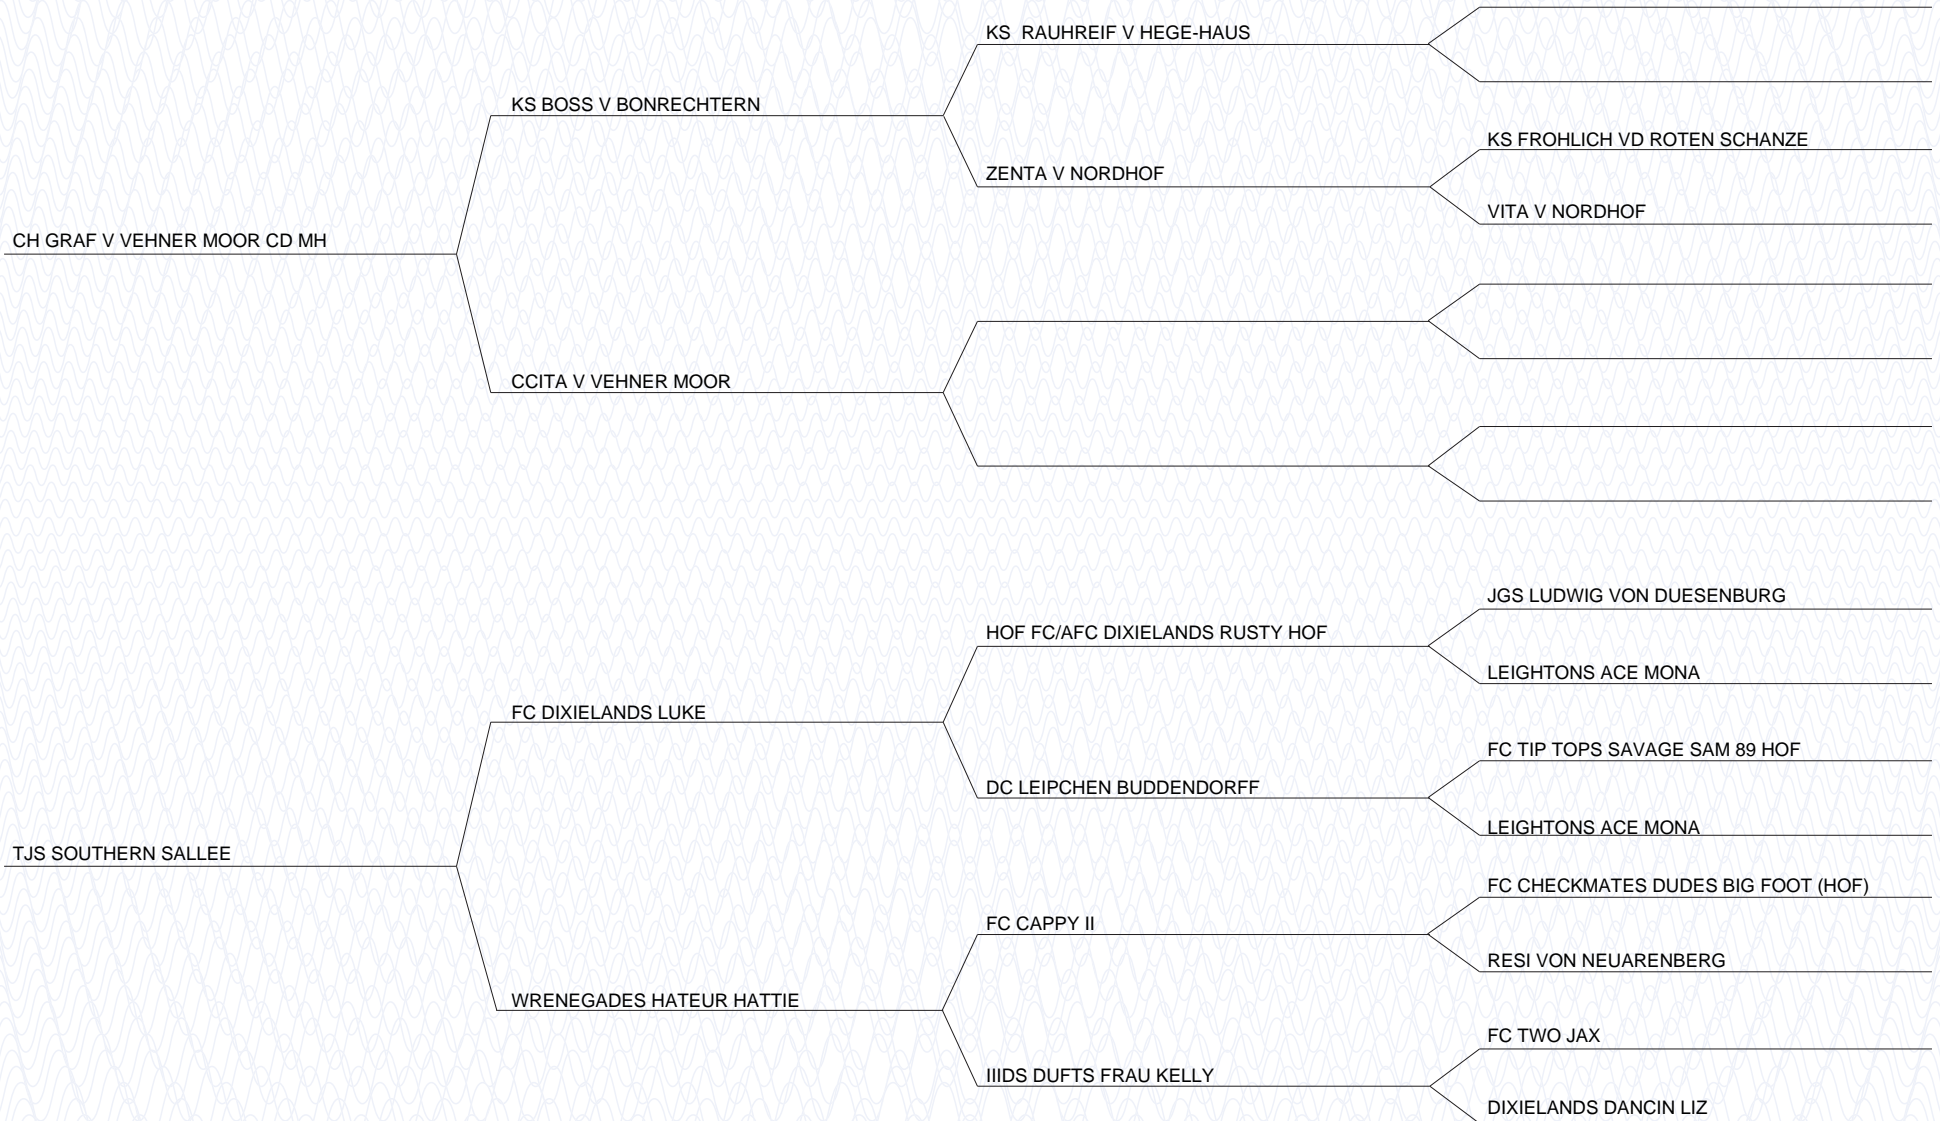 KS RAUHREIF V HEGE-HAUS
KS BOSS V BONRECHTERN
KS FROHLICH VD ROTEN SCHANZE
ZENTA V NORDHOF
VITA V NORDHOF
CH GRAF V VEHNER MOOR CD MH
CCITA V VEHNER MOOR
JGS LUDWIG VON DUESENBURG
HOF FC/AFC DIXIELANDS RUSTY HOF
LEIGHTONS ACE MONA
FC DIXIELANDS LUKE
FC TIP TOPS SAVAGE SAM 89 HOF
DC LEIPCHEN BUDDENDORFF
LEIGHTONS ACE MONA
TJS SOUTHERN SALLEE
FC CHECKMATES DUDES BIG FOOT (HOF)
FC CAPPY II
RESI VON NEUARENBERG
WRENEGADES HATEUR HATTIE
FC TWO JAX
IIIDS DUFTS FRAU KELLY
DIXIELANDS DANCIN LIZ